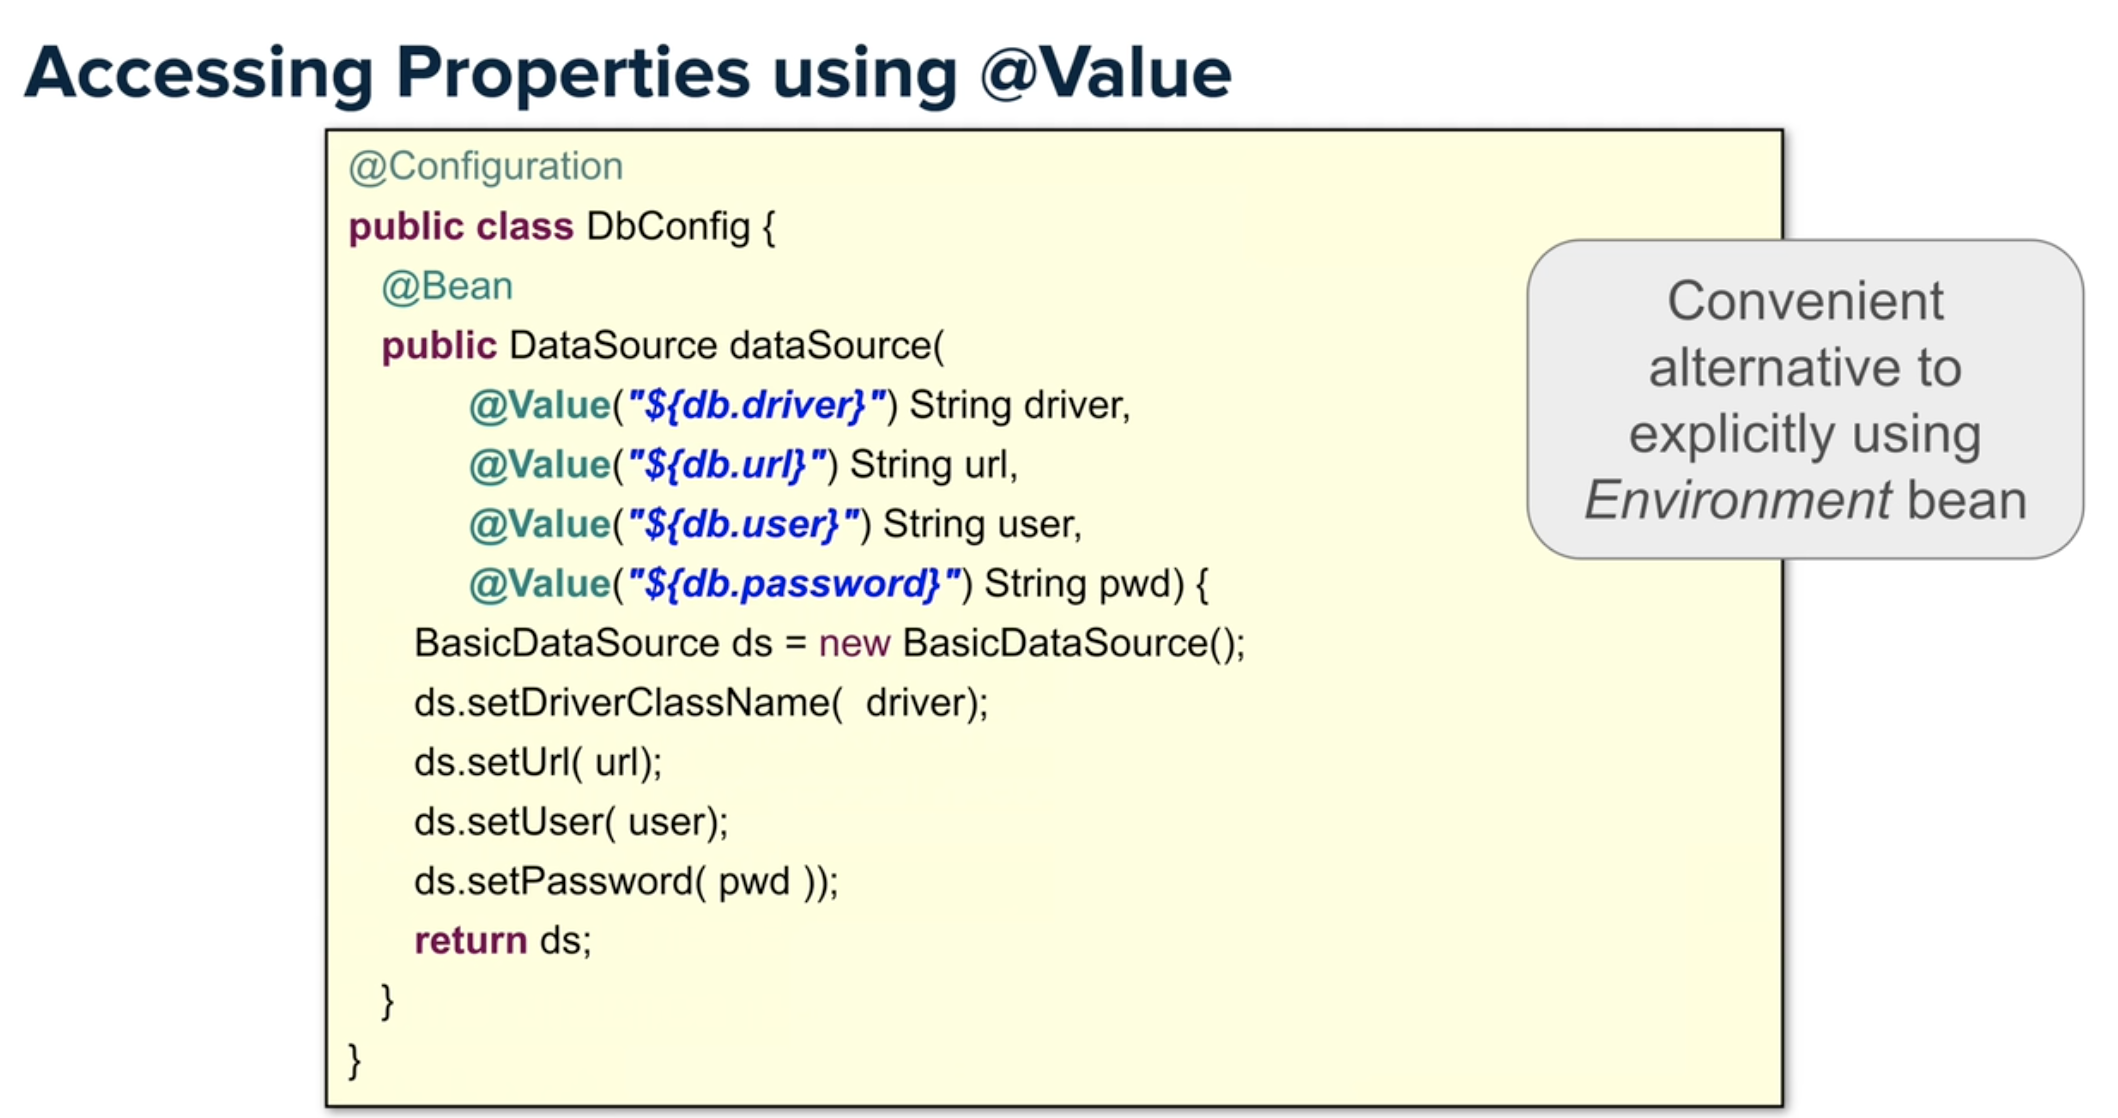 Accessing Properties using @Value
@Configuration
public class DbConfig {
@Bean
public DataSource dataSource(
@Value("${db.driver}") String driver,
@Value("${db.url}") String url,
@Value("${db.user}") String user,
@Value("${db.password}") String pwd) {
BasicDataSource ds = new BasicDataSource();
ds.setDriverClassName(  driver);
ds.setUrl( url);
ds.setUser( user);
ds.setPassword( pwd ));
return ds;
}
}
Convenient
alternative to
explicitly using
Environment bean